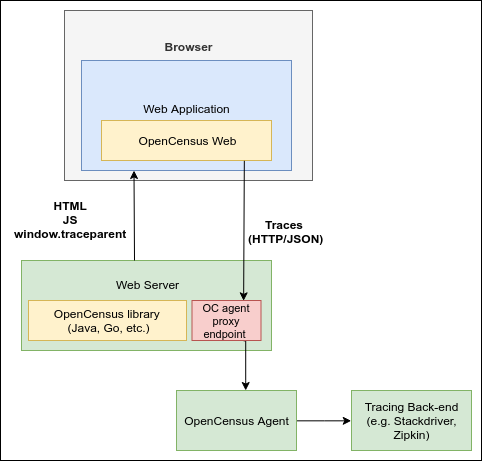 Browser
Web Application
OpenCensus Web
HTML
JS
window.traceparent
Traces
(HTTP/JSON)
Web Server
OpenCensus library
(Java, Go, etc.)
OC agent
proxy
endpoint
OpenCensus Agent
Tracing Back-end
(e.g. Stackdriver,
Zipkin)